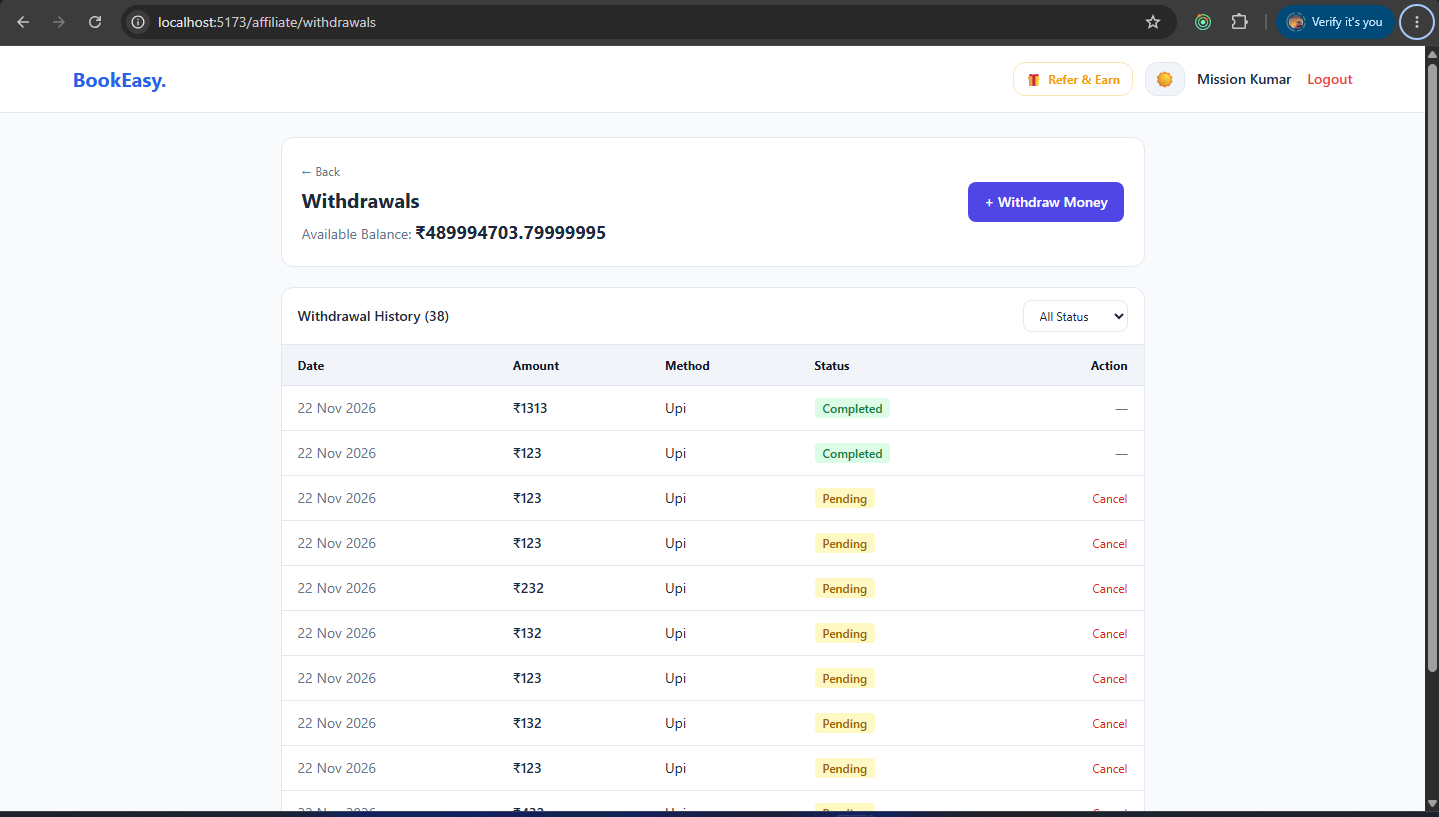 localhost:5173/affiliate/withdrawals
Verify it's you
BookEasy.
Refer & Earn
Mission Kumar
Logout
← Back
Withdrawals
+ Withdraw Money
Available Balance: ₹489994703.79999995
Withdrawal History (38)
All Status
Date Amount Method Status Action
22 Nov 2026 ₹1313 Upi Completed —
22 Nov 2026 ₹123 Upi Completed —
22 Nov 2026 ₹123 Upi Pending Cancel
22 Nov 2026 ₹123 Upi Pending Cancel
22 Nov 2026 ₹232 Upi Pending Cancel
22 Nov 2026 ₹132 Upi Pending Cancel
22 Nov 2026 ₹123 Upi Pending Cancel
22 Nov 2026 ₹132 Upi Pending Cancel
22 Nov 2026 ₹123 Upi Pending Cancel